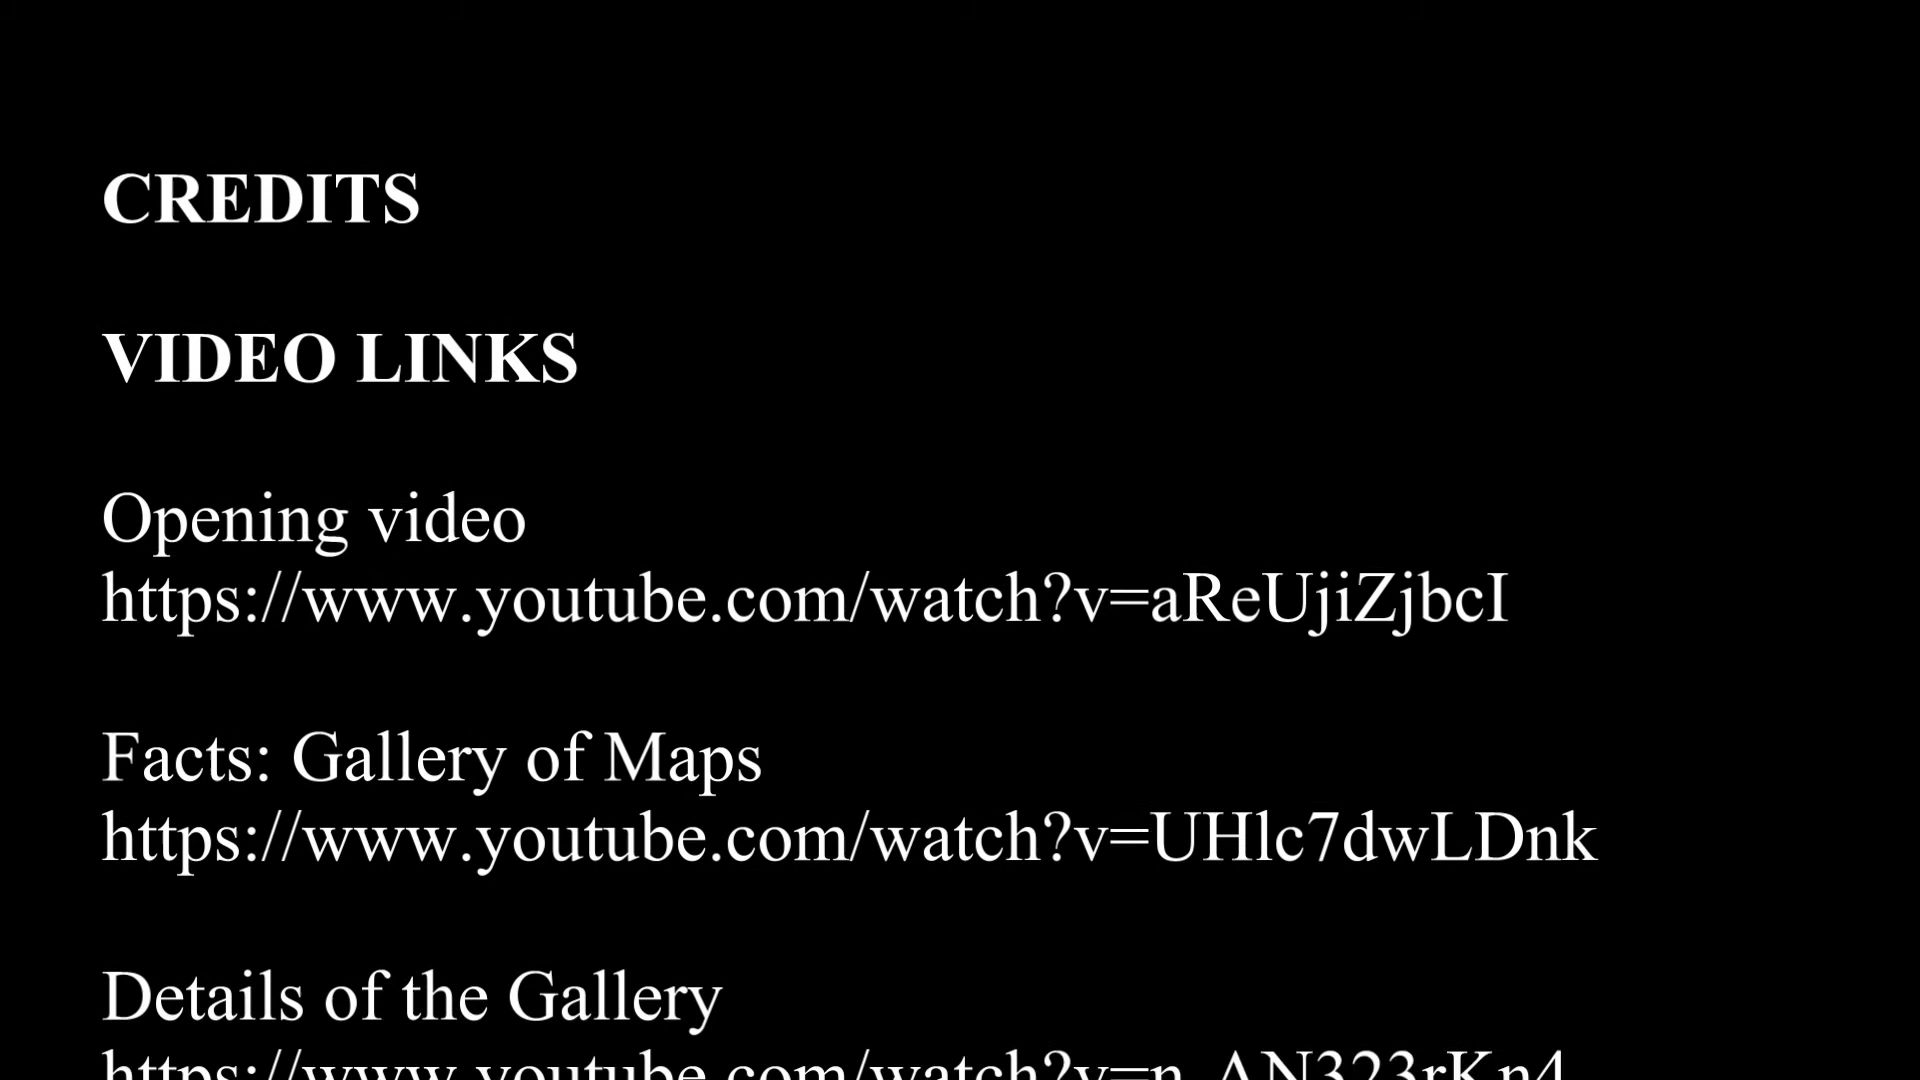 CREDITS
VIDEO LINKS
Opening video
https://www.youtube.com/watch?v=aReUjiZjbcI
Facts: Gallery of Maps
https://www.youtube.com/watch?v=UHlc7dwLDnk
Details of the Gallery